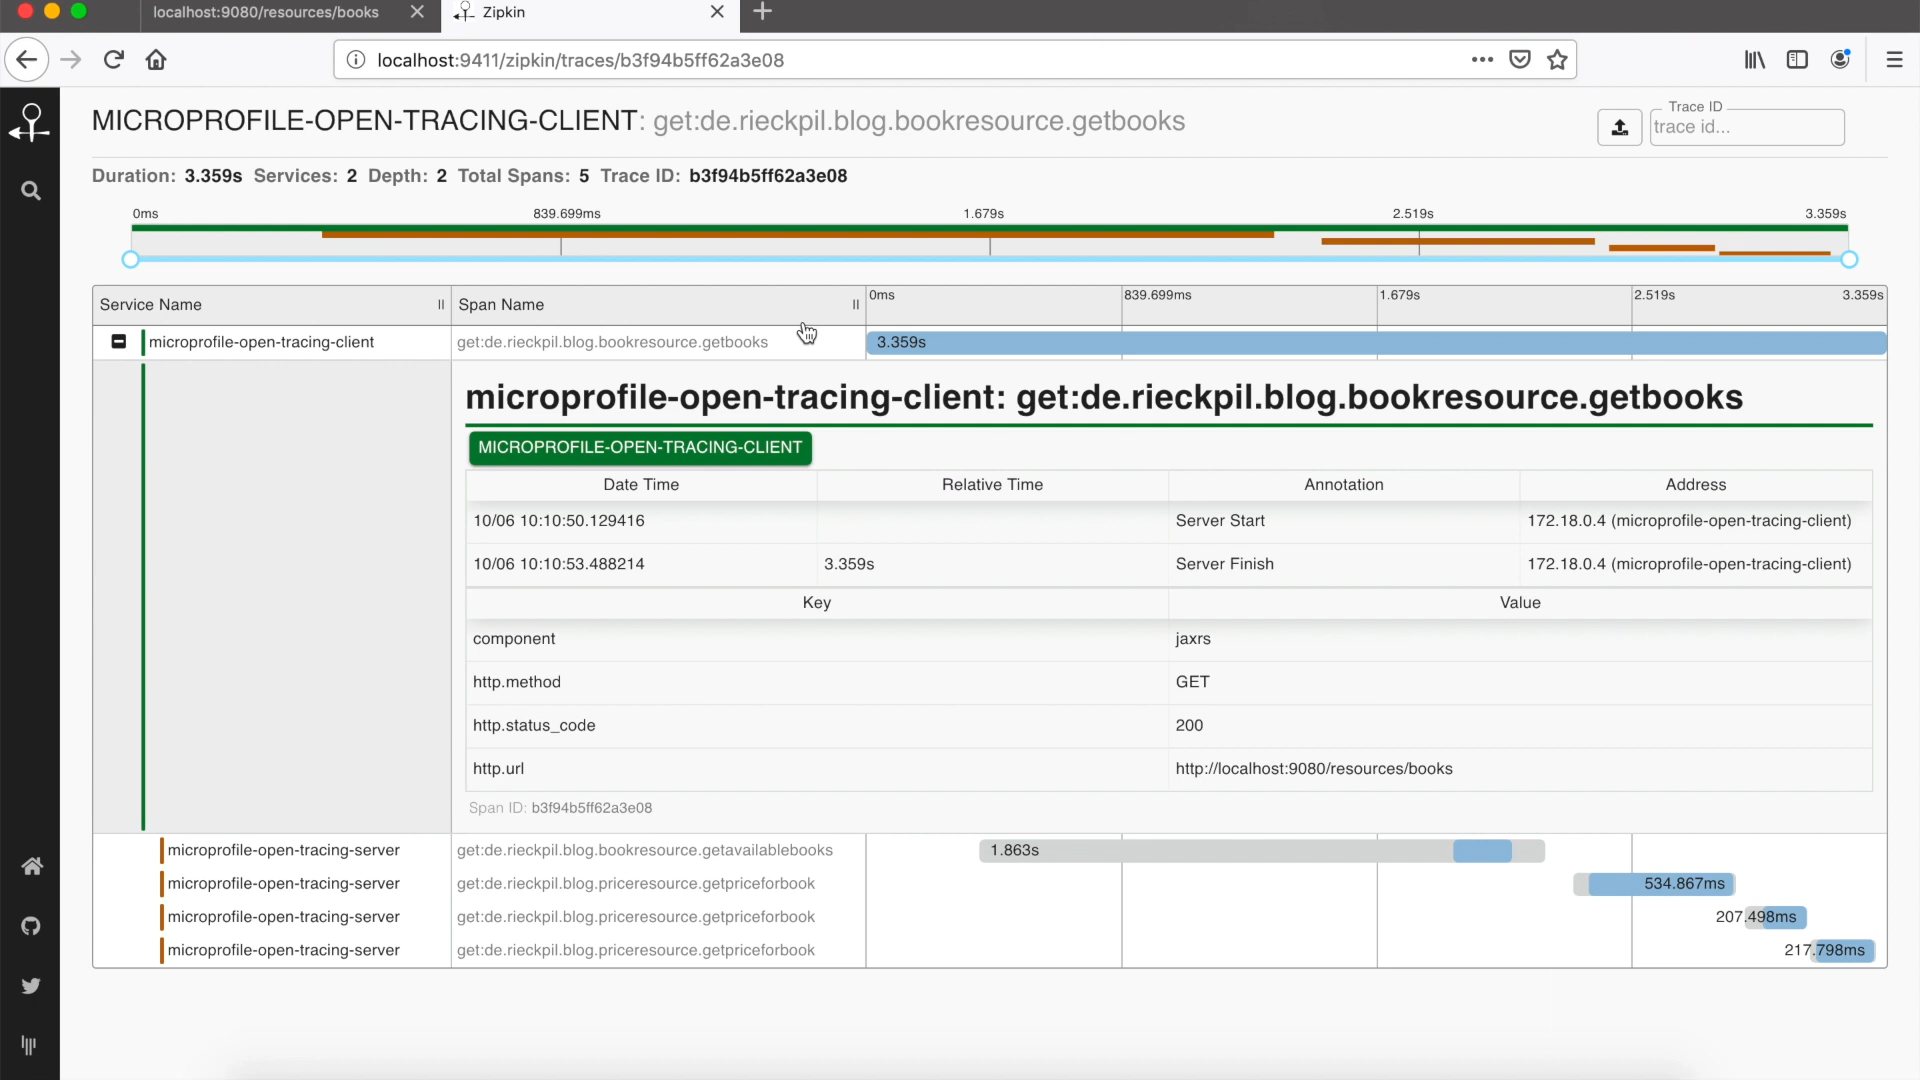 localhost:9080/resources/books
Zipkin
localhost:9411/zipkin/traces/b3f94b5ff62a3e08
MICROPROFILE-OPEN-TRACING-CLIENT: get:de.rieckpil.blog.bookresource.getbooks
Trace ID
trace id...
Duration: 3.359s Services: 2 Depth: 2 Total Spans: 5 Trace ID: b3f94b5ff62a3e08
0ms 839.699ms 1.679s 2.519s 3.359s
Service Name Span Name 0ms 839.699ms 1.679s 2.519s 3.359s
microprofile-open-tracing-client get:de.rieckpil.blog.bookresource.getbooks 3.359s
microprofile-open-tracing-client: get:de.rieckpil.blog.bookresource.getbooks
MICROPROFILE-OPEN-TRACING-CLIENT
Date Time Relative Time Annotation Address
10/06 10:10:50.129416 Server Start 172.18.0.4 (microprofile-open-tracing-client)
10/06 10:10:53.488214 3.359s Server Finish 172.18.0.4 (microprofile-open-tracing-client)
Key Value
component jaxrs
http.method GET
http.status_code 200
http.url http://localhost:9080/resources/books
Span ID: b3f94b5ff62a3e08
microprofile-open-tracing-server get:de.rieckpil.blog.bookresource.getavailablebooks 1.863s
microprofile-open-tracing-server get:de.rieckpil.blog.priceresource.getpriceforbook 534.867ms
microprofile-open-tracing-server get:de.rieckpil.blog.priceresource.getpriceforbook 207.498ms
microprofile-open-tracing-server get:de.rieckpil.blog.priceresource.getpriceforbook 217.798ms